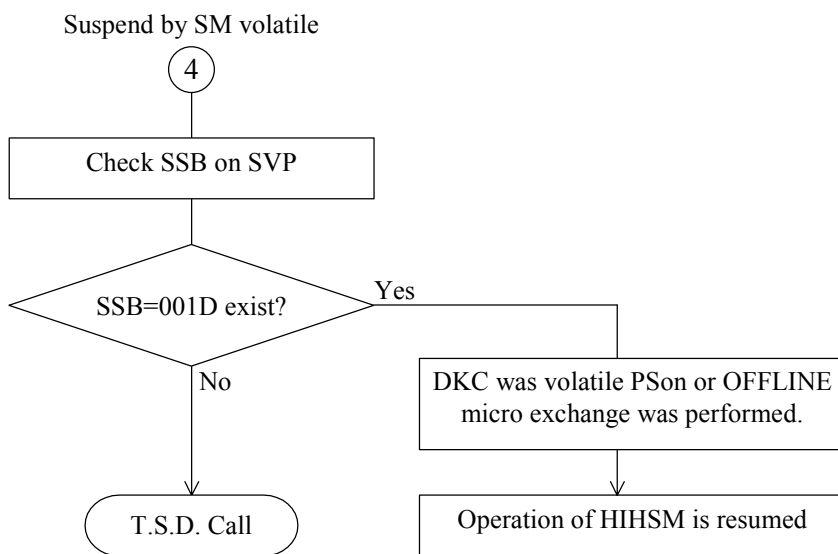 Suspend by SM volatile
4
Check SSB on SVP
SSB=001D exist?
Yes
No
DKC was volatile PSon or OFFLINE
micro exchange was performed.
T.S.D. Call
Operation of HIHSM is resumed